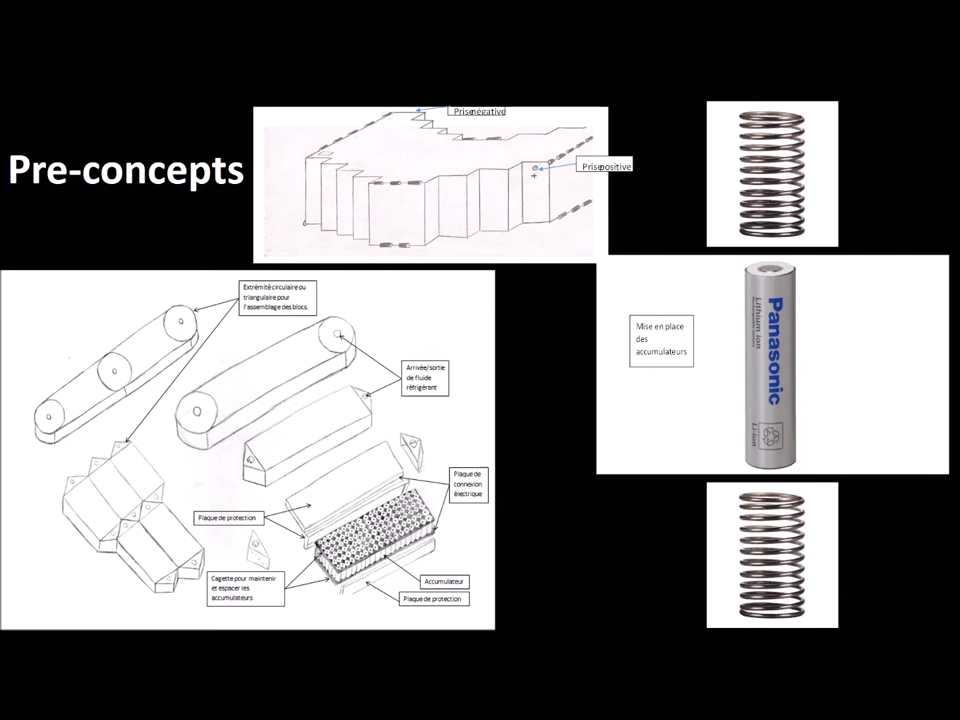 Pre-concepts
Prise négative
Prise positive
Extrémité circulaire ou
triangulaire pour
l'assemblage des blocs.
Arrivée/sortie
de fluide
réfrigérant
Plaque de
connexion
électrique
Plaque de protection
Cagette pour maintenir
et espacer les
accumulateurs
Accumulateur
Plaque de protection
Mise en place
des
accumulateurs
Panasonic
Lithium ion
Li-ion